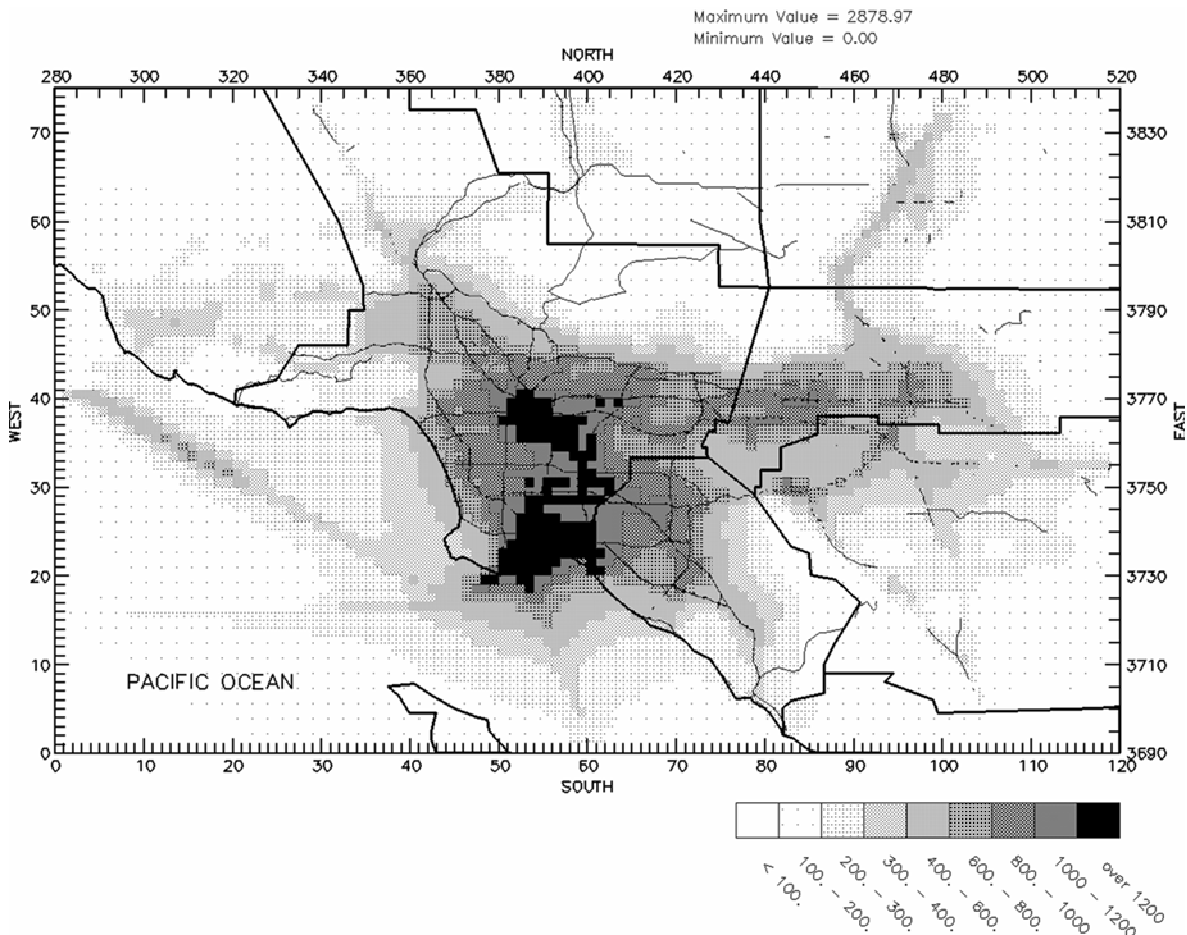 Maximum Value = 2878.97
Minimum Value = 0.00
NORTH
280 300 320 340 360 380 400 420 440 460 480 500 520
70 3830
60 3810
50 3790
40 3770
WEST EAST
30 3750
20 3730
10 3710
PACIFIC OCEAN
0 3690
0 10 20 30 40 50 60 70 80 90 100 110 120
SOUTH
< 100.
100. - 200.
200. - 300.
300. - 400.
400. - 600.
600. - 800.
800. - 1000
1000 - 1200
over 1200